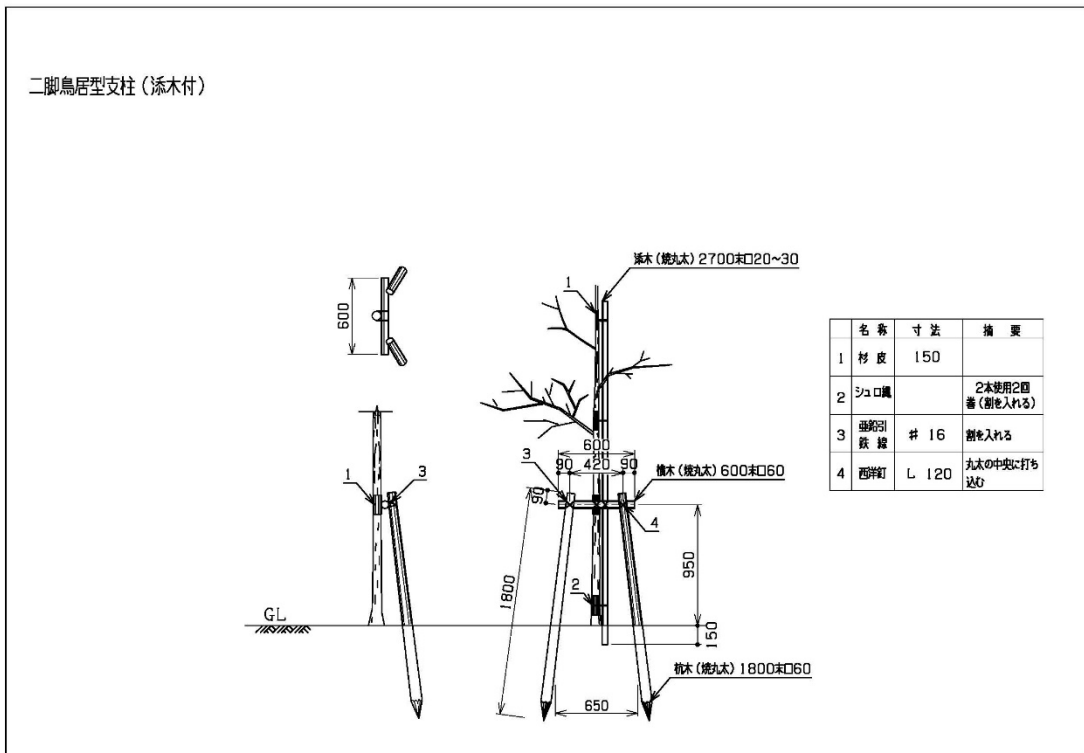 二脚鳥居型支柱(添木付)
添木(焼丸太)2700末口20~30
1
600
名称 寸法 摘要
1 杉皮 150
2 シュロ縄 2本使用2回
巻(割を入れる)
3 亜鉛引
鉄線 # 16 割を入れる
4 西洋釘 L 120 丸太の中央に打ち
込む
600
3 90 420 90
横木(焼丸太)600末口60
1 3
90
4
950
1800
2
GL
150
杭木(焼丸太)1800末口60
650